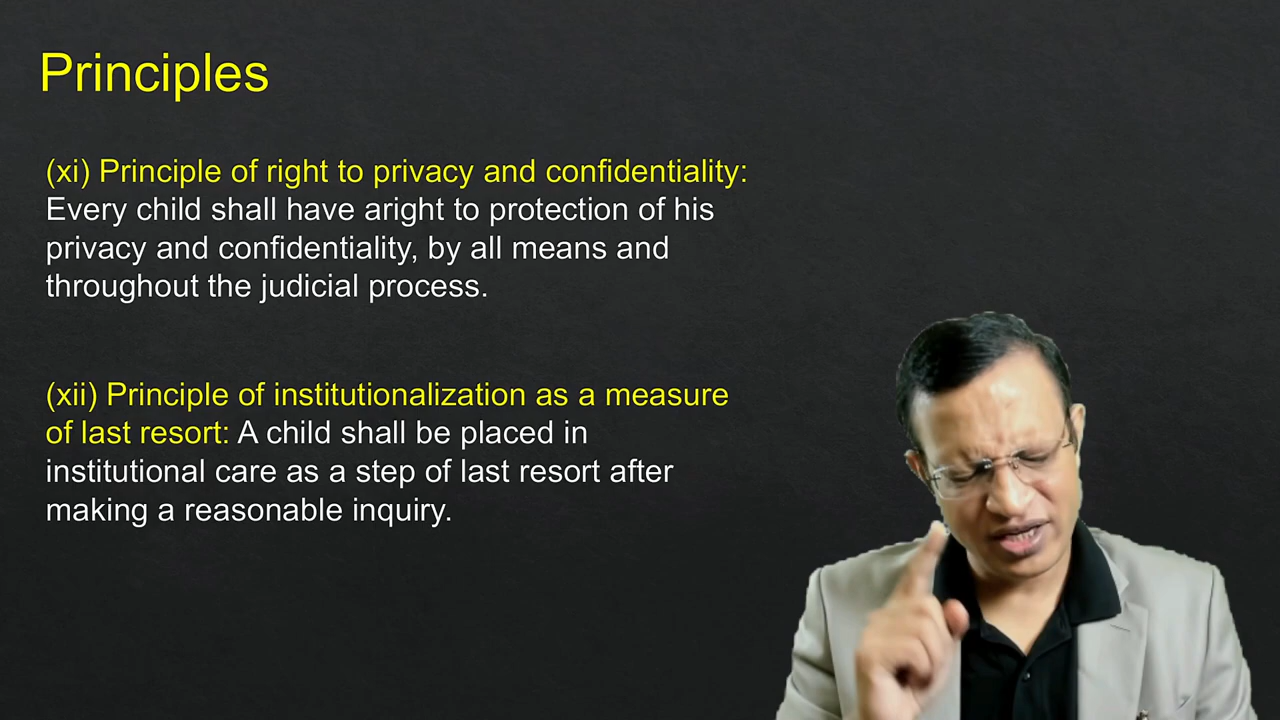 Principles
(xi) Principle of right to privacy and confidentiality:
Every child shall have aright to protection of his
privacy and confidentiality, by all means and
throughout the judicial process.
(xii) Principle of institutionalization as a measure
of last resort: A child shall be placed in
institutional care as a step of last resort after
making a reasonable inquiry.